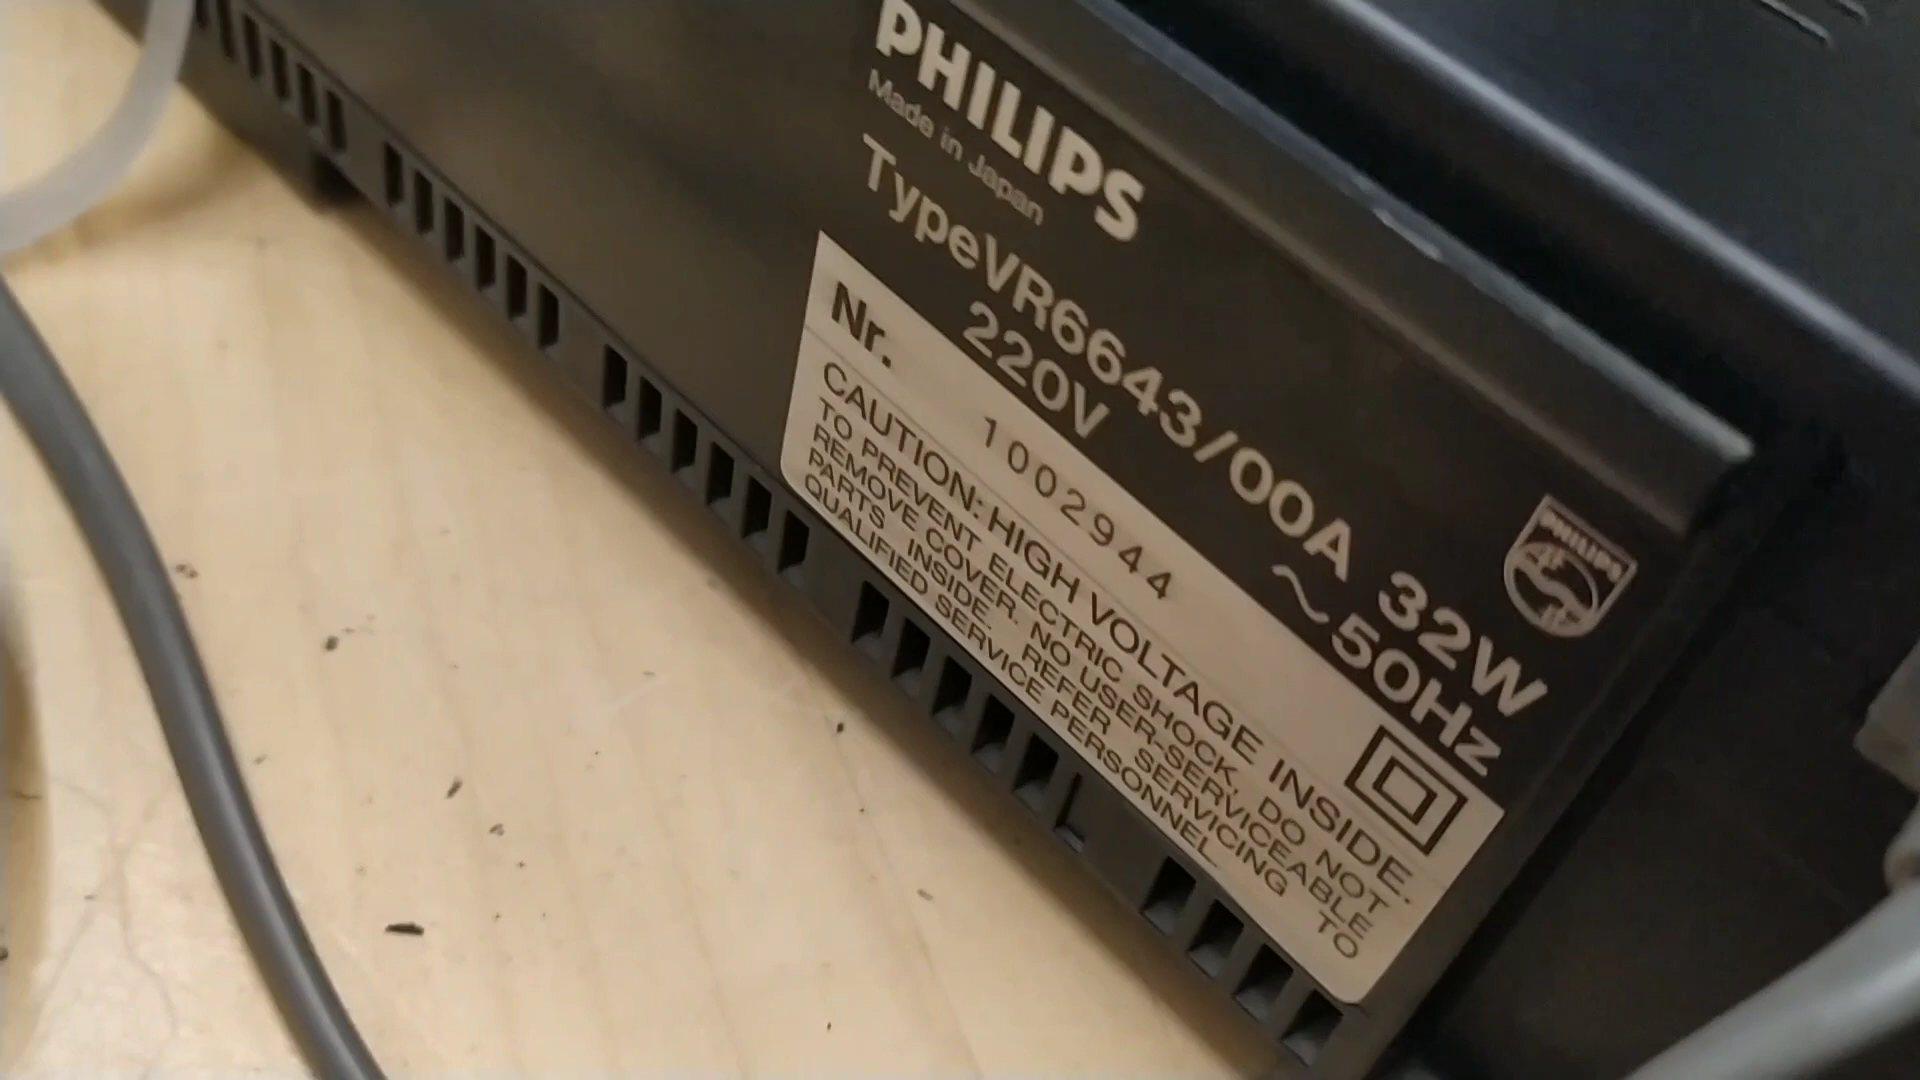 PHILIPS
Made in Japan
TypeVR6643/00A 32W
220V ~50Hz
PHILIPS
Nr. 1002944
CAUTION: HIGH VOLTAGE INSIDE.
TO PREVENT ELECTRIC SHOCK, DO NOT
REMOVE COVER. NO USER-SERVICEABLE
PARTS INSIDE. REFER SERVICING TO
QUALIFIED SERVICE PERSONNEL.